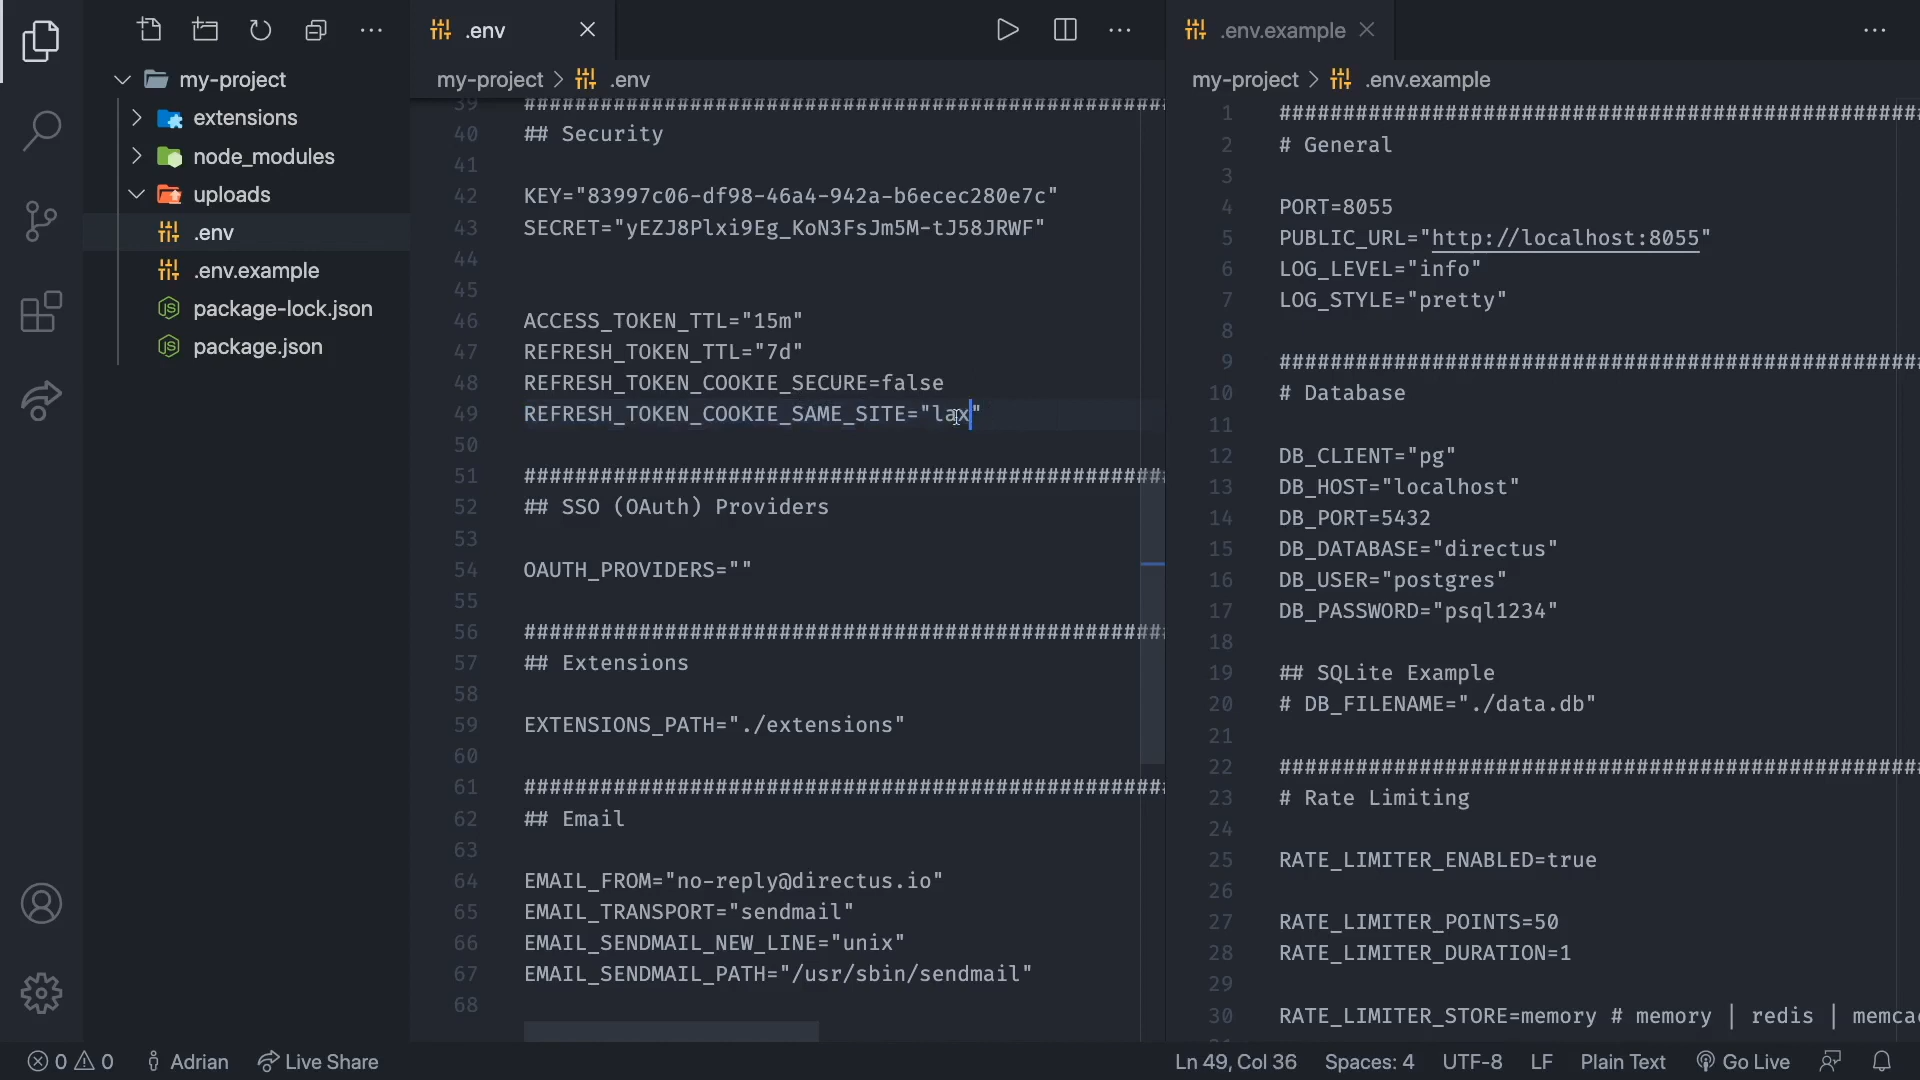 .env
.env.example
my-project
my-project > .env
my-project > .env.example
extensions
node_modules
uploads
.env
.env.example
package-lock.json
package.json
39 ##################################################
40 ## Security
41
42 KEY="83997c06-df98-46a4-942a-b6ecec280e7c"
43 SECRET="yEZJ8Plxi9Eg_KoN3FsJm5M-tJ58JRWF"
44
45
46 ACCESS_TOKEN_TTL="15m"
47 REFRESH_TOKEN_TTL="7d"
48 REFRESH_TOKEN_COOKIE_SECURE=false
49 REFRESH_TOKEN_COOKIE_SAME_SITE="lax"
50
51 ##################################################
52 ## SSO (OAuth) Providers
53
54 OAUTH_PROVIDERS=""
55
56 ##################################################
57 ## Extensions
58
59 EXTENSIONS_PATH="./extensions"
60
61 ##################################################
62 ## Email
63
64 EMAIL_FROM="no-reply@directus.io"
65 EMAIL_TRANSPORT="sendmail"
66 EMAIL_SENDMAIL_NEW_LINE="unix"
67 EMAIL_SENDMAIL_PATH="/usr/sbin/sendmail"
68
1 ##################################################
2 # General
3
4 PORT=8055
5 PUBLIC_URL="http://localhost:8055"
6 LOG_LEVEL="info"
7 LOG_STYLE="pretty"
8
9 ##################################################
10 # Database
11
12 DB_CLIENT="pg"
13 DB_HOST="localhost"
14 DB_PORT=5432
15 DB_DATABASE="directus"
16 DB_USER="postgres"
17 DB_PASSWORD="psql1234"
18
19 ## SQLite Example
20 # DB_FILENAME="./data.db"
21
22 ##################################################
23 # Rate Limiting
24
25 RATE_LIMITER_ENABLED=true
26
27 RATE_LIMITER_POINTS=50
28 RATE_LIMITER_DURATION=1
29
30 RATE_LIMITER_STORE=memory # memory | redis | memca
0 0 Adrian Live Share Ln 49, Col 36 Spaces: 4 UTF-8 LF Plain Text Go Live